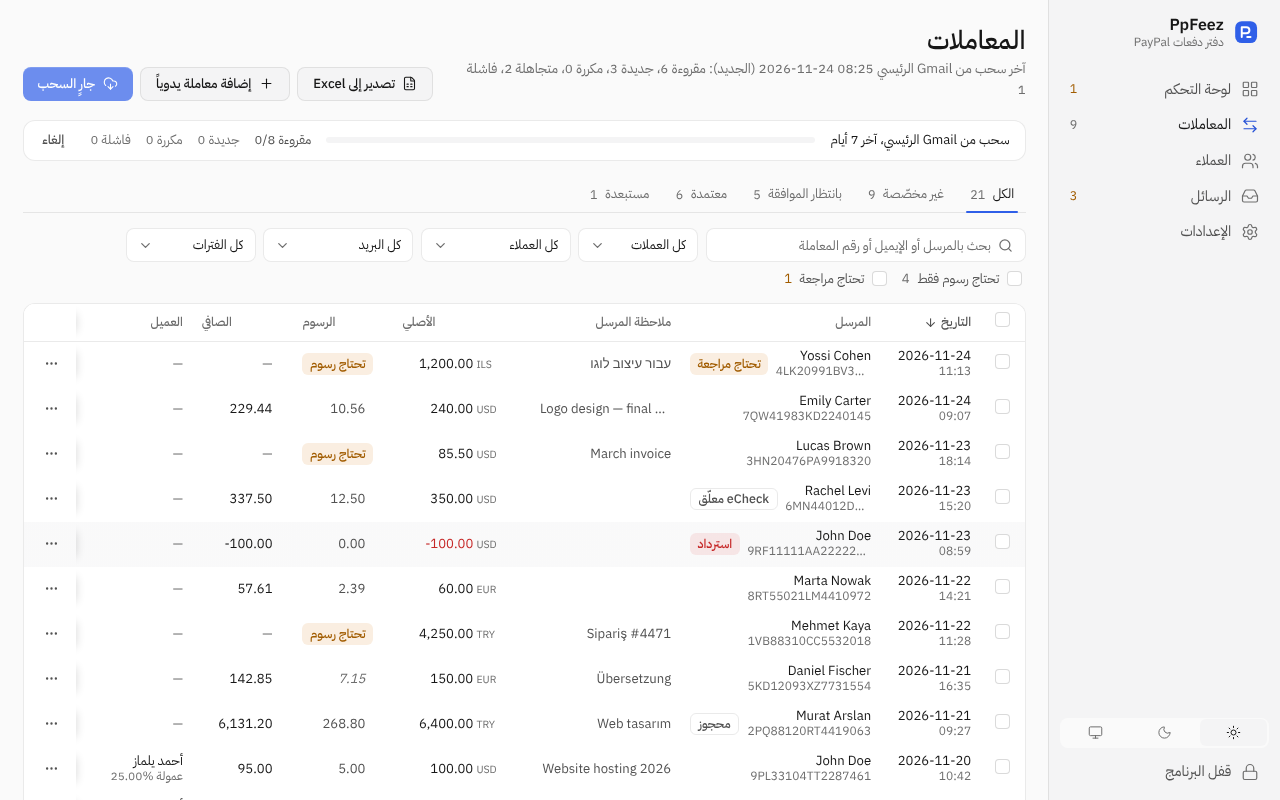 PpFeez
دفتر دفعات PayPal
لوحة التحكم 1
المعاملات 9
العملاء
الرسائل 3
الإعدادات
قفل البرنامج
المعاملات
آخر سحب من Gmail الرئيسي 08:25 2026-11-24 (الجديد): مقروءة 6، جديدة 3، مكررة 0، متجاهلة 2، فاشلة
1
تصدير إلى Excel
إضافة معاملة يدوياً
جارٍ السحب
سحب من Gmail الرئيسي، آخر 7 أيام
مقروءة 0/8 جديدة 0 مكررة 0 فاشلة 0 إلغاء
الكل 21 غير مخصّصة 9 بانتظار الموافقة 5 معتمدة 6 مستبعدة 1
بحث بالمرسل أو الإيميل أو رقم المعاملة
كل العملات كل العملاء كل البريد كل الفترات
تحتاج رسوم فقط 4 تحتاج مراجعة 1
التاريخ المرسل ملاحظة المرسل الأصلي الرسوم الصافي العميل
2026-11-24 Yossi Cohen تحتاج مراجعة עבור עיצוב לוגו 1,200.00 ILS تحتاج رسوم — —
11:13 4LK20991BV3…
2026-11-24 Emily Carter Logo design — final … 240.00 USD 10.56 229.44 —
09:07 7QW41983KD2240145
2026-11-23 Lucas Brown March invoice 85.50 USD تحتاج رسوم — —
18:14 3HN20476PA9918320
2026-11-23 Rachel Levi eCheck معلّق 350.00 USD 12.50 337.50 —
15:20 6MN44012D…
2026-11-23 John Doe استرداد -100.00 USD 0.00 -100.00 —
08:59 9RF11111AA22222…
2026-11-22 Marta Nowak 60.00 EUR 2.39 57.61 —
14:21 8RT55021LM4410972
2026-11-22 Mehmet Kaya Sipariş #4471 4,250.00 TRY تحتاج رسوم — —
11:28 1VB88310CC5532018
2026-11-21 Daniel Fischer Übersetzung 150.00 EUR 7.15 142.85 —
16:35 5KD12093XZ7731554
2026-11-21 Murat Arslan محجوز Web tasarım 6,400.00 TRY 268.80 6,131.20 —
09:27 2PQ88120RT4419063
2026-11-20 John Doe Website hosting 2026 100.00 USD 5.00 95.00 أحمد يلماز
10:42 9PL33104TT2287461 عمولة 25.00%